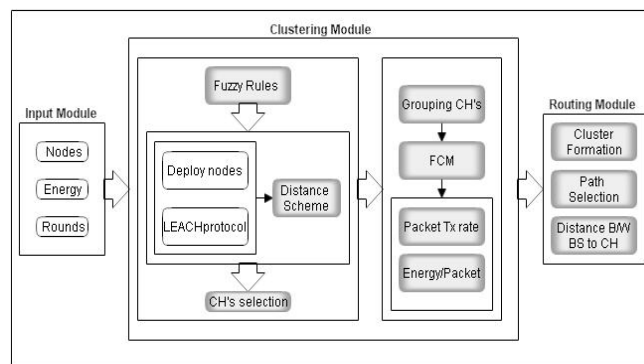 Clustering Module
Input Module
Nodes
Energy
Rounds
Fuzzy Rules
Deploy nodes
LEACHprotocol
Distance
Scheme
CH's selection
Grouping CH's
FCM
Packet Tx rate
Energy/Packet
Routing Module
Cluster
Formation
Path
Selection
Distance B/W
BS to CH